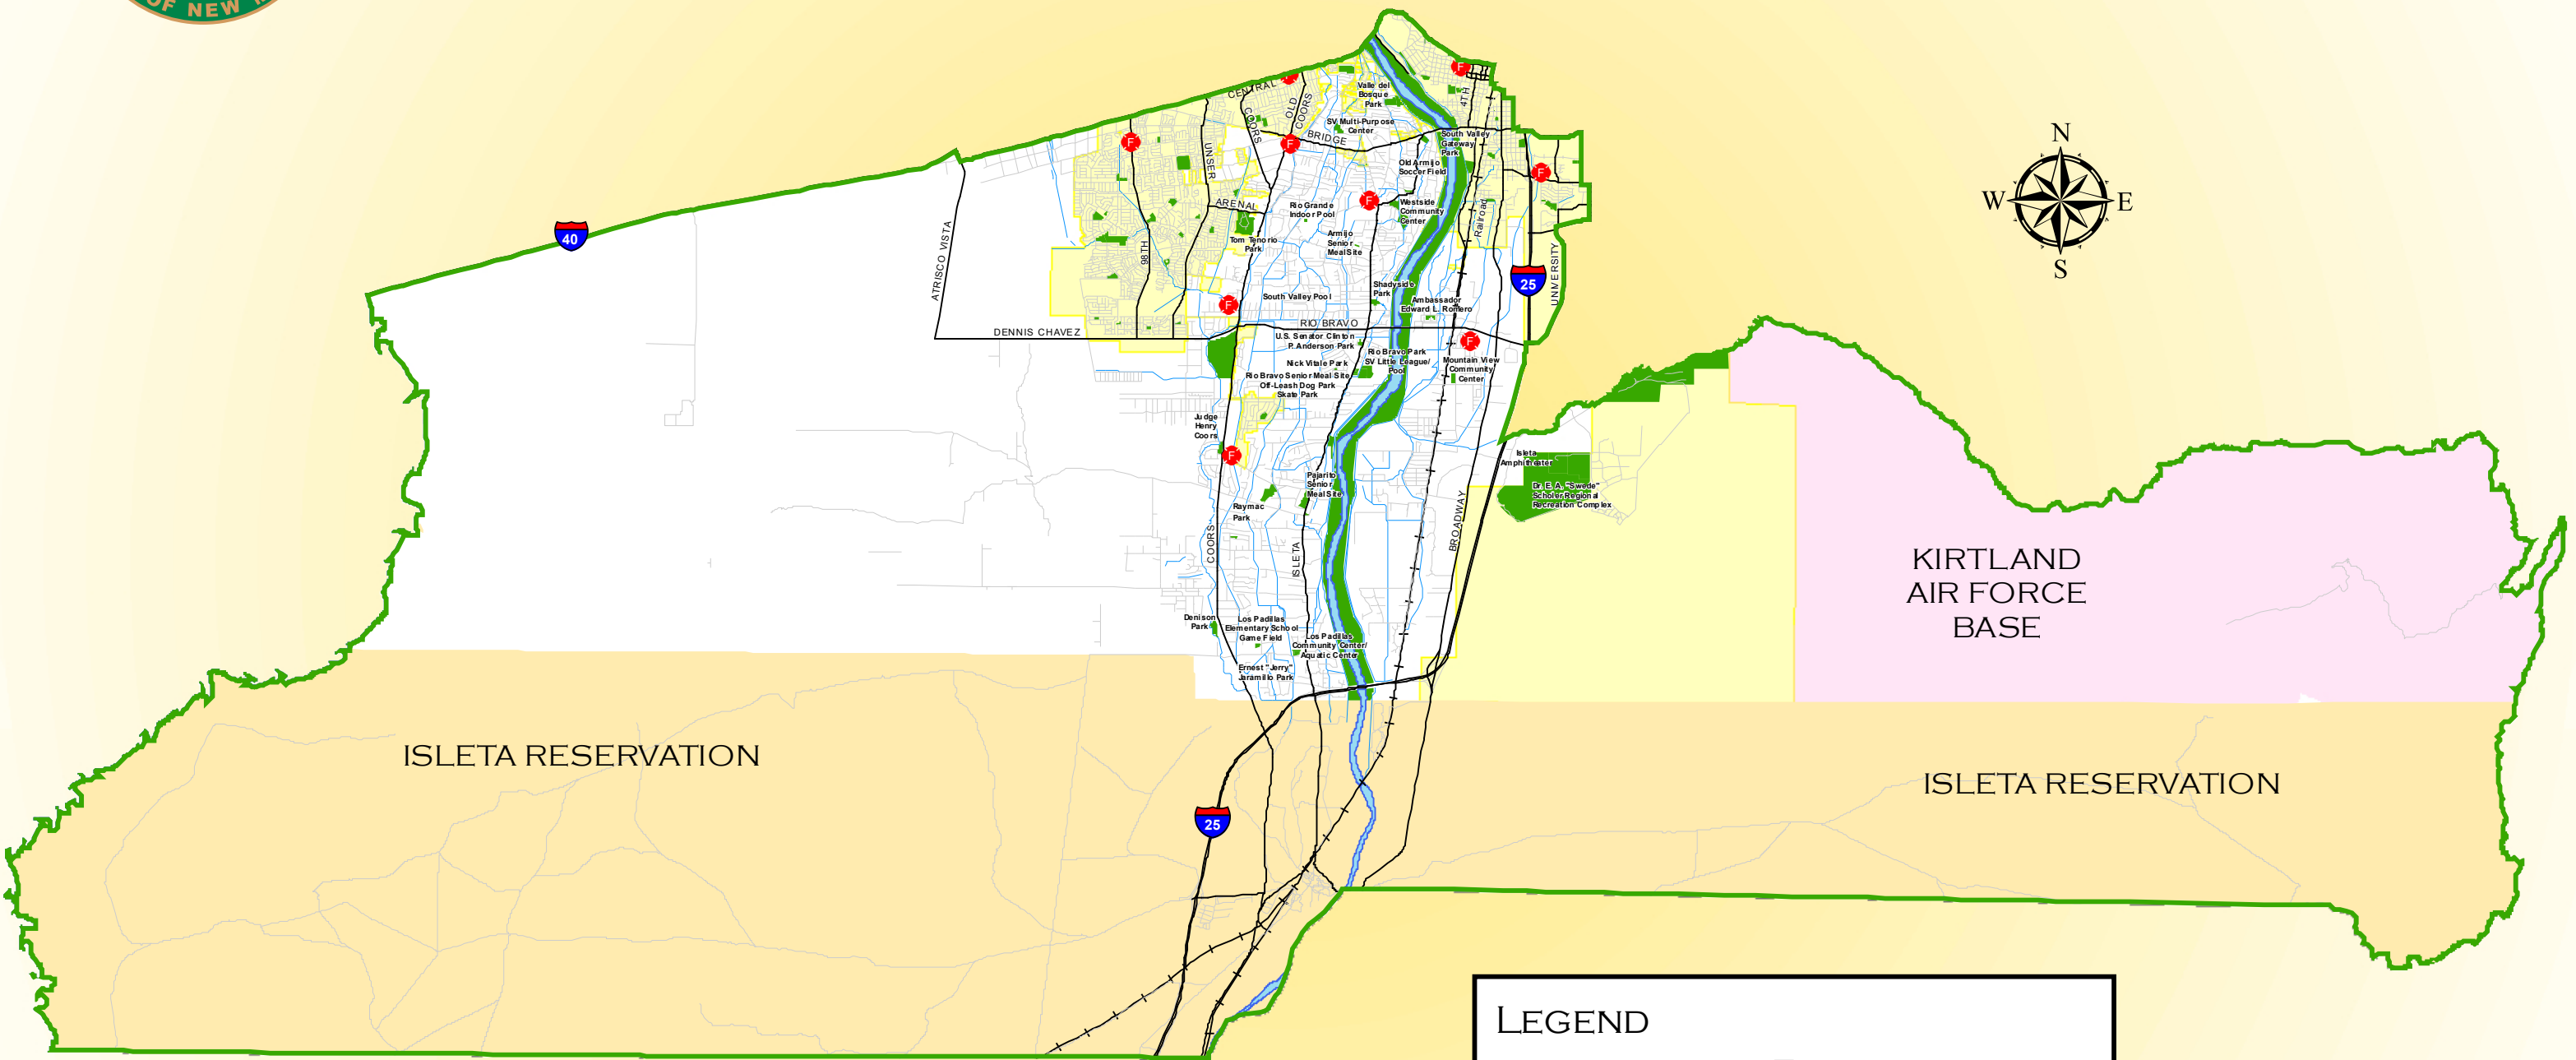 OF NEW
CENTRAL
OLD
COORS
COORS
4TH
Valle del
Bosque
Park
SV Multi-Purpose
Center
BRIDGE
South Valley
Gateway
Park
UNSER
Old Armijo
Soccer Field
ARENAL
Rio Grande
Indoor Pool
Westside
Community
Center
Railroad
Tom Tenorio
Park
Armijo
Senior
Meal Site
98TH
ATRISCO VISTA
UNIVERSITY
40
25
South Valley Pool
Shadyside
Park
Ambassador
Edward L. Romero
DENNIS CHAVEZ
RIO BRAVO
U.S. Senator Clinton
P. Anderson Park
Nick Vitale Park
Rio Bravo Park
SV Little League/
Pool
Mountain View
Community
Center
Rio Bravo Senior Meal Site
Off-Leash Dog Park
Skate Park
Judge
Henry
Coors
Isleta
Amphitheater
Pajarito
Senior
Meal Site
Dr. E. A. "Swede"
Scholer Regional
Recreation Complex
Raymac
Park
COORS
ISLETA
BROADWAY
Denison
Park
Los Padillas
Elementary School
Game Field
Los Padillas
Community Center/
Aquatic Center
Ernest "Jerry"
Jaramillo Park
KIRTLAND
AIR FORCE
BASE
ISLETA RESERVATION
ISLETA RESERVATION
25
N
W
E
S
F
F
F
F
F
F
F
F
F
LEGEND